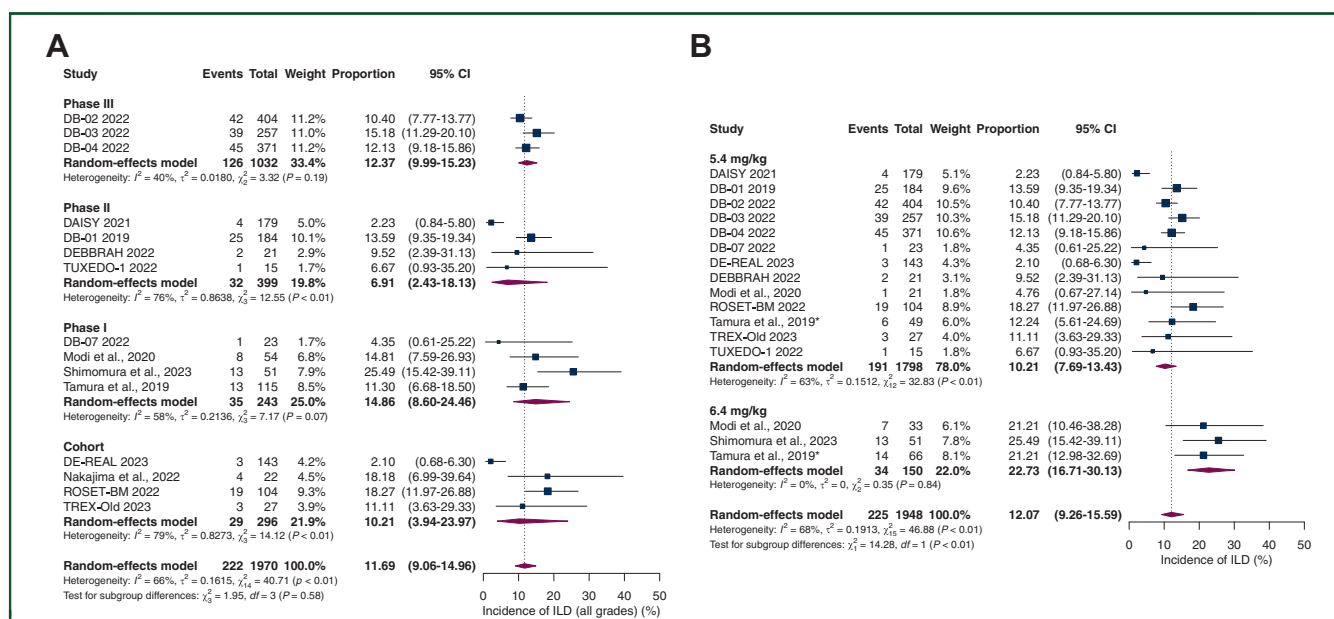 A
Study Events Total Weight Proportion 95% CI
Phase III
DB-02 2022 42 404 11.2% 10.40 (7.77-13.77)
DB-03 2022 39 257 11.0% 15.18 (11.29-20.10)
DB-04 2022 45 371 11.2% 12.13 (9.18-15.86)
Random-effects model 126 1032 33.4% 12.37 (9.99-15.23)
Heterogeneity: I² = 40%, τ² = 0.0180, χ²₂ = 3.32 (P = 0.19)
Phase II
DAISY 2021 4 179 5.0% 2.23 (0.84-5.80)
DB-01 2019 25 184 10.1% 13.59 (9.35-19.34)
DEBBRAH 2022 2 21 2.9% 9.52 (2.39-31.13)
TUXEDO-1 2022 1 15 1.7% 6.67 (0.93-35.20)
Random-effects model 32 399 19.8% 6.91 (2.43-18.13)
Heterogeneity: I² = 76%, τ² = 0.8638, χ²₃ = 12.55 (P < 0.01)
Phase I
DB-07 2022 1 23 1.7% 4.35 (0.61-25.22)
Modi et al., 2020 8 54 6.8% 14.81 (7.59-26.93)
Shimomura et al., 2023 13 51 7.9% 25.49 (15.42-39.11)
Tamura et al., 2019 13 115 8.5% 11.30 (6.68-18.50)
Random-effects model 35 243 25.0% 14.86 (8.60-24.46)
Heterogeneity: I² = 58%, τ² = 0.2136, χ²₃ = 7.17 (P = 0.07)
Cohort
DE-REAL 2023 3 143 4.2% 2.10 (0.68-6.30)
Nakajima et al., 2022 4 22 4.5% 18.18 (6.99-39.64)
ROSET-BM 2022 19 104 9.3% 18.27 (11.97-26.88)
TREX-Old 2023 3 27 3.9% 11.11 (3.63-29.33)
Random-effects model 29 296 21.9% 10.21 (3.94-23.97)
Heterogeneity: I² = 79%, τ² = 0.8273, χ²₃ = 14.12 (P < 0.01)
Random-effects model 222 1970 100.0% 11.69 (9.06-14.96)
Heterogeneity: I² = 66%, τ² = 0.1615, χ²₁₄ = 40.71 (p < 0.01)
Test for subgroup differences: χ²₃ = 1.95, df = 3 (P = 0.58)
0 10 20 30 40 50
Incidence of ILD (all grades) (%)
B
Study Events Total Weight Proportion 95% CI
5.4 mg/kg
DAISY 2021 4 179 5.1% 2.23 (0.84-5.80)
DB-01 2019 25 184 9.6% 13.59 (9.35-19.34)
DB-02 2022 42 404 10.5% 10.40 (7.77-13.77)
DB-03 2022 39 257 10.3% 15.18 (11.29-20.10)
DB-04 2022 45 371 10.6% 12.13 (9.18-15.86)
DB-07 2022 1 23 1.8% 4.35 (0.61-25.22)
DE-REAL 2023 3 143 4.3% 2.10 (0.68-6.30)
DEBBRAH 2022 2 21 3.1% 9.52 (2.39-31.13)
Modi et al., 2020 1 21 1.8% 4.76 (0.67-27.14)
ROSET-BM 2022 19 104 8.9% 18.27 (11.97-26.88)
Tamura et al., 2019* 6 49 6.0% 12.24 (5.61-24.69)
TREX-Old 2023 3 27 4.0% 11.11 (3.63-29.33)
TUXEDO-1 2022 1 15 1.8% 6.67 (0.93-35.20)
Random-effects model 191 1798 78.0% 10.21 (7.69-13.43)
Heterogeneity: I² = 63%, τ² = 0.1512, χ²₁₂ = 32.83 (P < 0.01)
6.4 mg/kg
Modi et al., 2020 7 33 6.1% 21.21 (10.46-38.28)
Shimomura et al., 2023 13 51 7.8% 25.49 (15.42-39.11)
Tamura et al., 2019* 14 66 8.1% 21.21 (12.98-32.69)
Random-effects model 34 150 22.0% 22.73 (16.71-30.13)
Heterogeneity: I² = 0%, τ² = 0, χ²₂ = 0.35 (P = 0.84)
Random-effects model 225 1948 100.0% 12.07 (9.26-15.59)
Heterogeneity: I² = 68%, τ² = 0.1913, χ²₁₅ = 46.88 (P < 0.01)
Test for subgroup differences: χ²₁ = 14.28, df = 1 (P < 0.01)
0 10 20 30 40 50
Incidence of ILD (%)